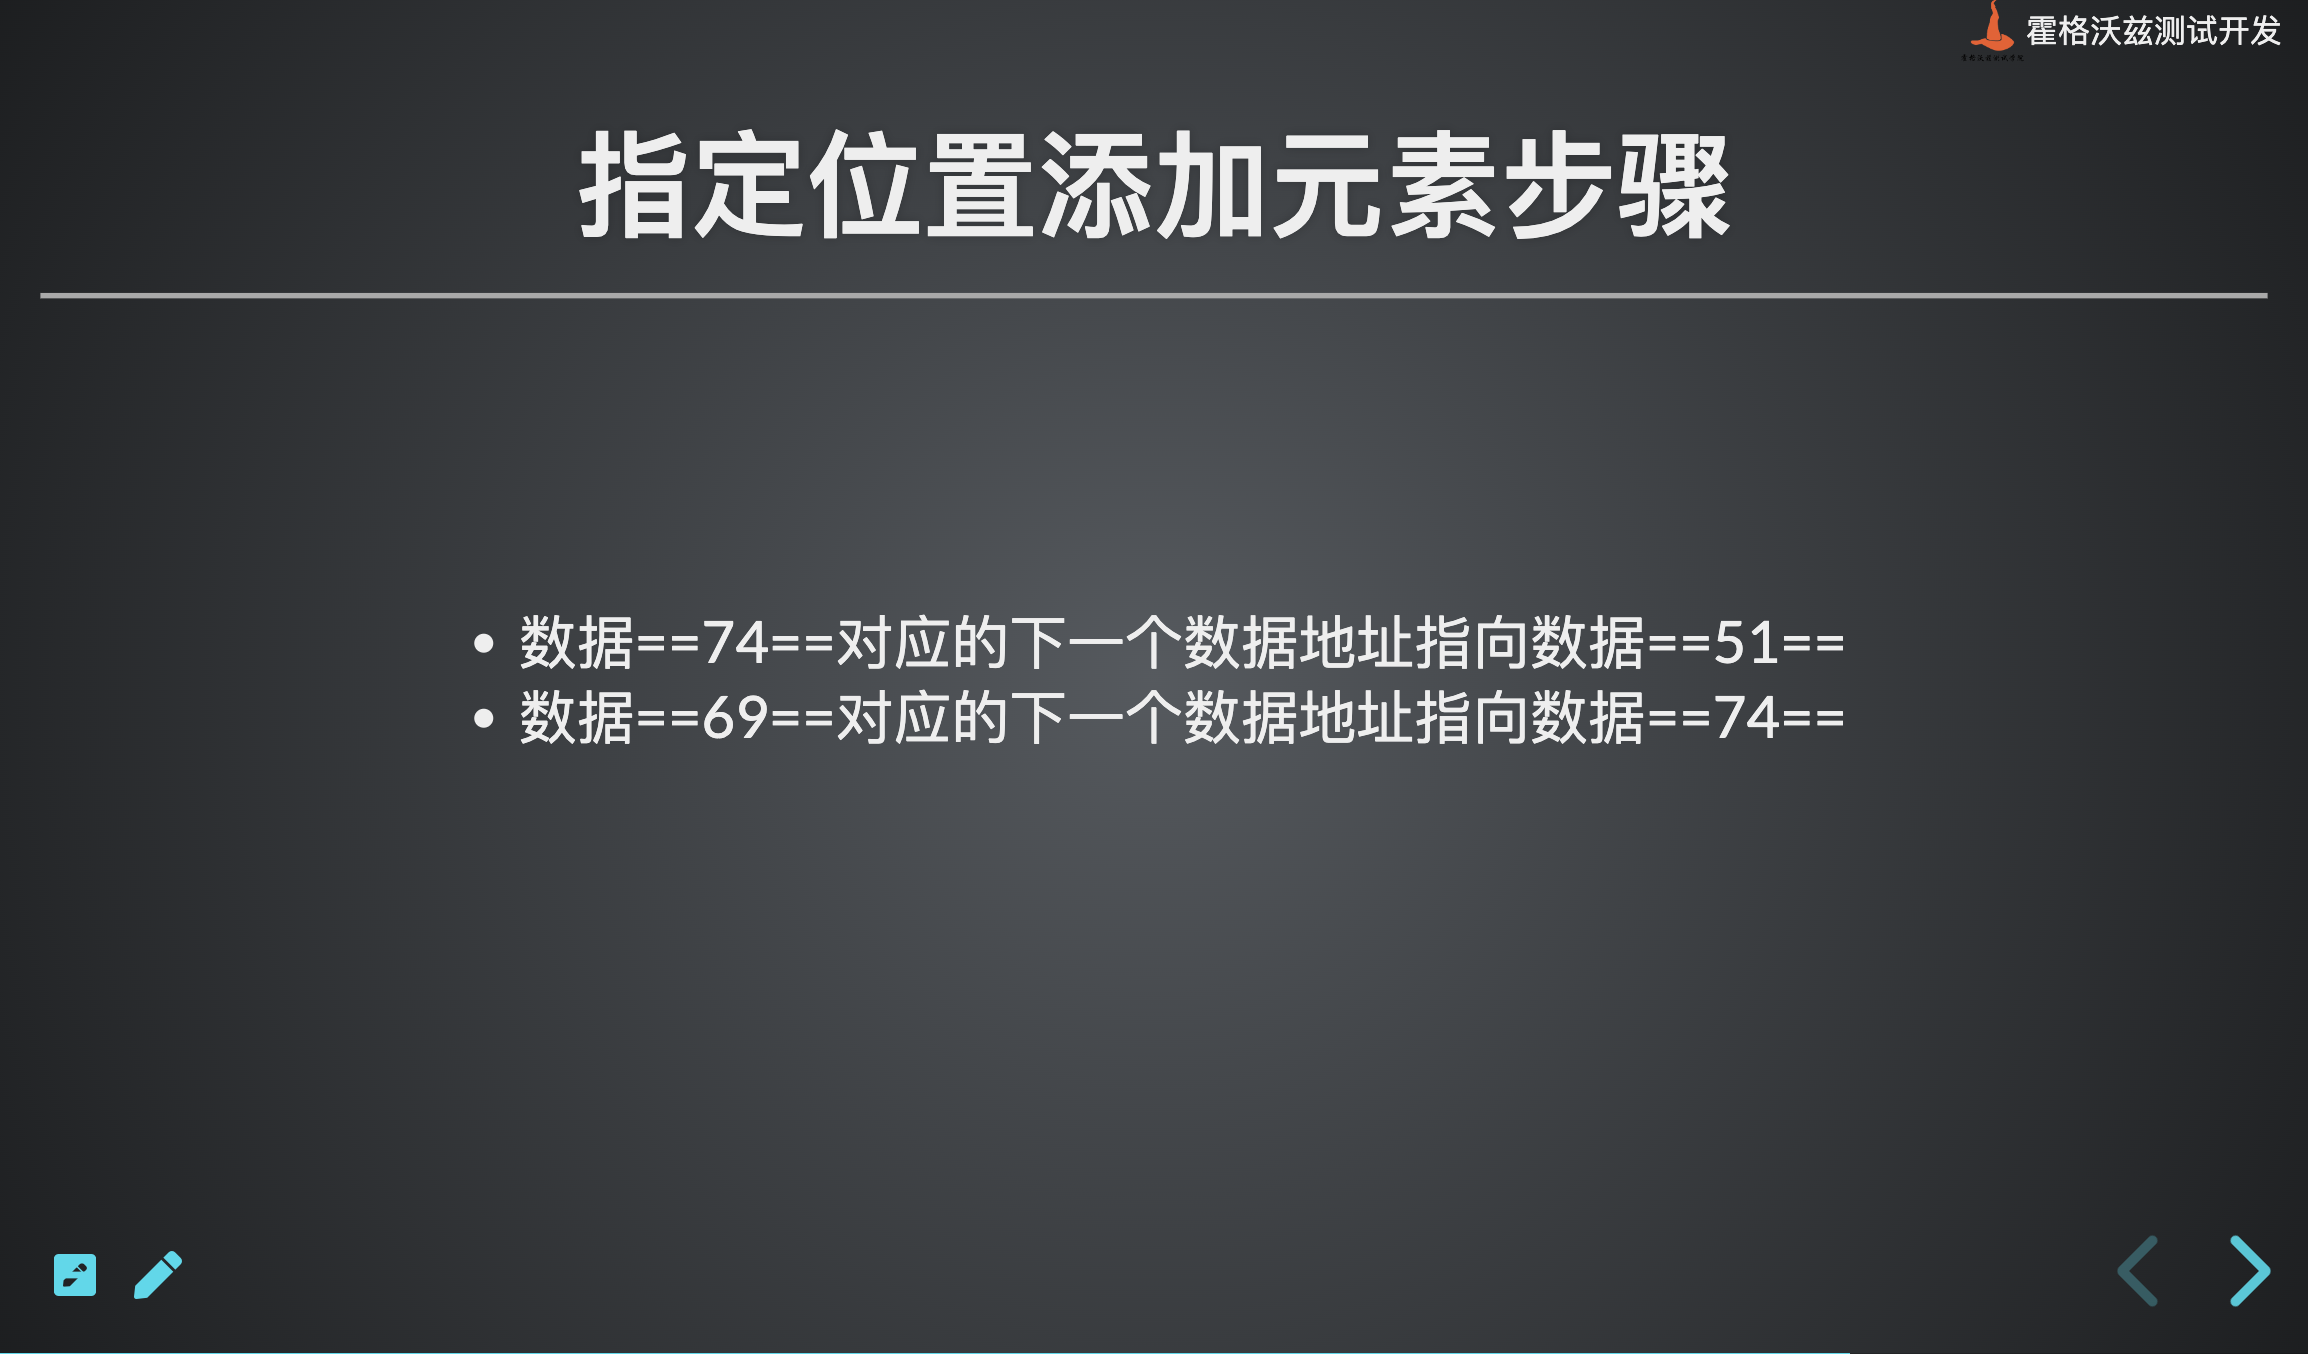 霍格沃兹测试开发
指定位置添加元素步骤
• 数据==74==对应的下一个数据地址指向数据==51==
• 数据==69==对应的下一个数据地址指向数据==74==